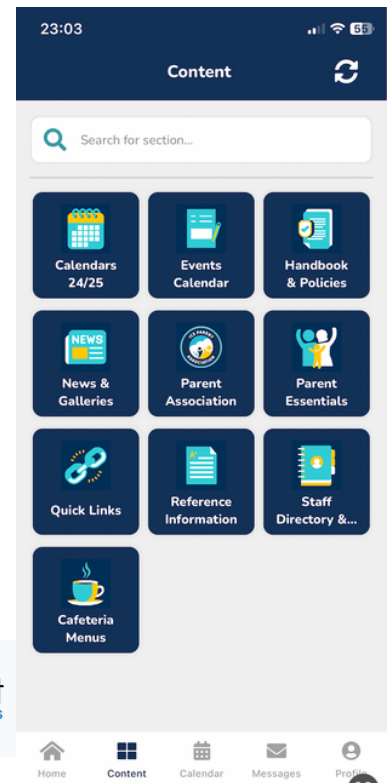 23:03
55
Content
Search for section...
Calendars
24/25
Events
Calendar
Handbook
& Policies
NEWS
News &
Galleries
Parent
Association
Parent
Essentials
Quick Links
Reference
Information
Staff
Directory &...
Cafeteria
Menus
Home
Content
Calendar
Messages
Profile